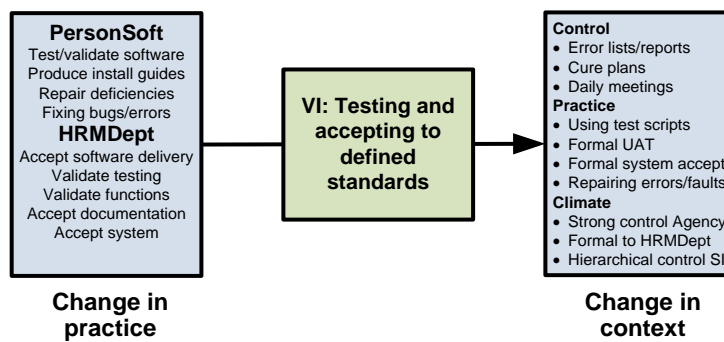 PersonSoft
Test/validate software
Produce install guides
Repair deficiencies
Fixing bugs/errors
HRMDept
Accept software delivery
Validate testing
Validate functions
Accept documentation
Accept system
VI: Testing and
accepting to
defined
standards
Control
• Error lists/reports
• Cure plans
• Daily meetings
Practice
• Using test scripts
• Formal UAT
• Formal system accept
• Repairing errors/faults
Climate
• Strong control Agency
• Formal to HRMDept
• Hierarchical control SI
Change in
practice
Change in
context